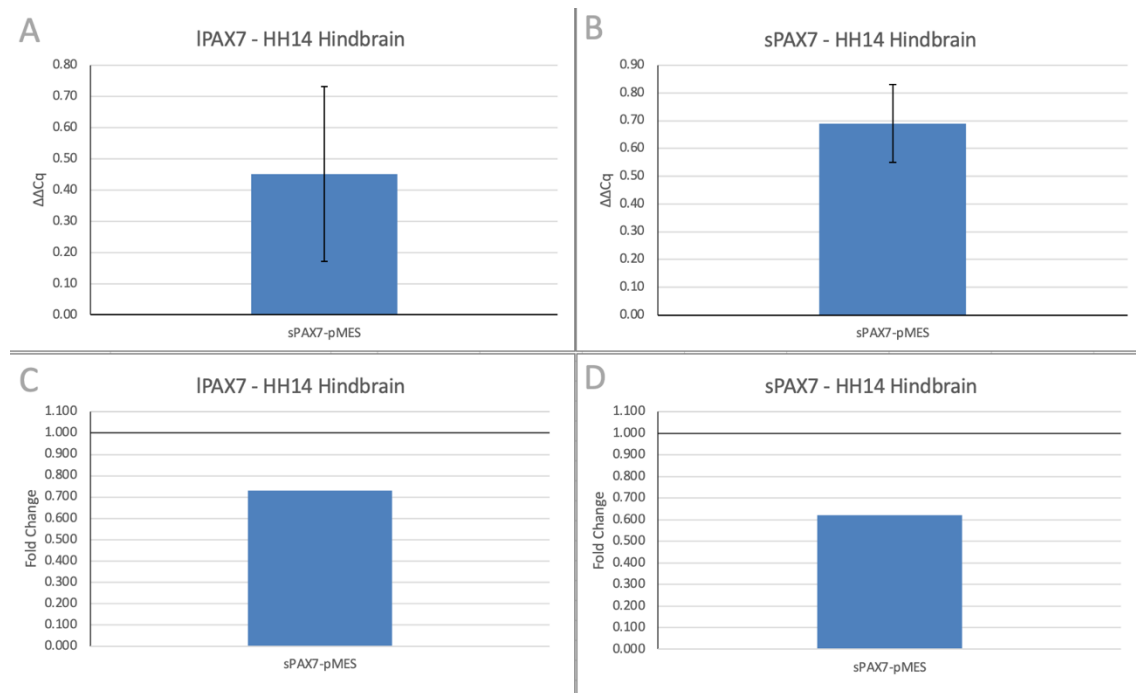 A
lPAX7 - HH14 Hindbrain
0.80
0.70
0.60
0.50
0.40
0.30
0.20
0.10
0.00
ΔΔCq
sPAX7-pMES
B
sPAX7 - HH14 Hindbrain
0.90
0.80
0.70
0.60
0.50
0.40
0.30
0.20
0.10
0.00
ΔΔCq
sPAX7-pMES
C
lPAX7 - HH14 Hindbrain
1.100
1.000
0.900
0.800
0.700
0.600
0.500
0.400
0.300
0.200
0.100
0.000
Fold Change
sPAX7-pMES
D
sPAX7 - HH14 Hindbrain
1.100
1.000
0.900
0.800
0.700
0.600
0.500
0.400
0.300
0.200
0.100
0.000
Fold Change
sPAX7-pMES